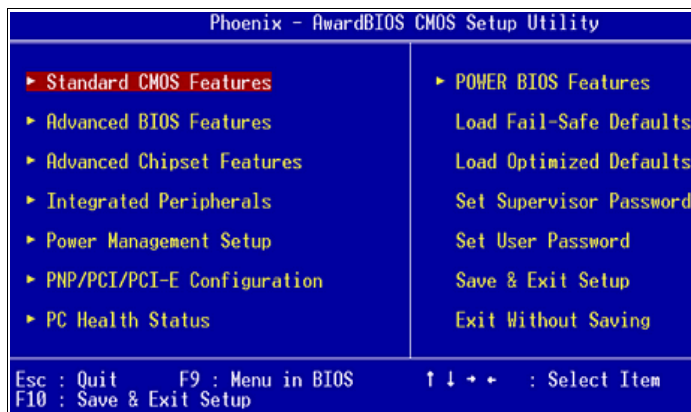 Phoenix - AwardBIOS CMOS Setup Utility
► Standard CMOS Features
► Advanced BIOS Features
► Advanced Chipset Features
► Integrated Peripherals
► Power Management Setup
► PNP/PCI/PCI-E Configuration
► PC Health Status
► POWER BIOS Features
Load Fail-Safe Defaults
Load Optimized Defaults
Set Supervisor Password
Set User Password
Save & Exit Setup
Exit Without Saving
Esc : Quit F9 : Menu in BIOS ↑ ↓ → ← : Select Item
F10 : Save & Exit Setup